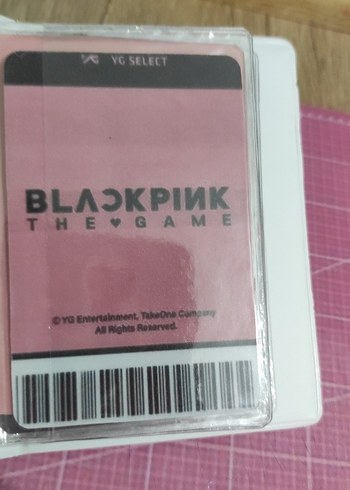 YG SELECT
BLACKPINK
THE♥GAME
© YG Entertainment, TakeOne Company
All Rights Reserved.